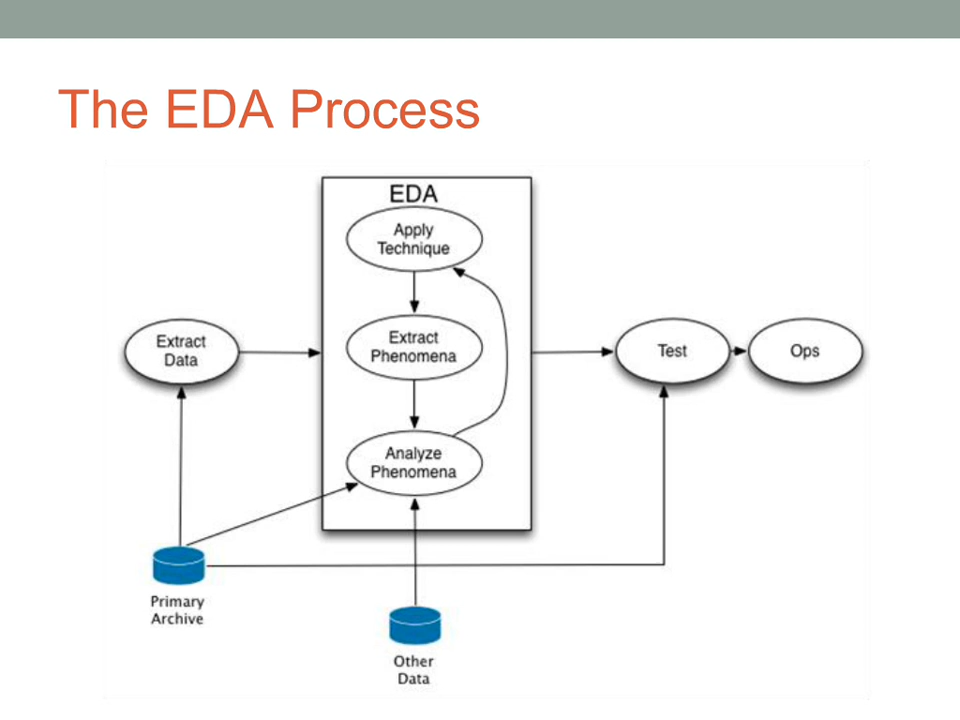 The EDA Process
EDA
Apply
Technique
Extract
Phenomena
Analyze
Phenomena
Extract
Data
Test
Ops
Primary
Archive
Other
Data